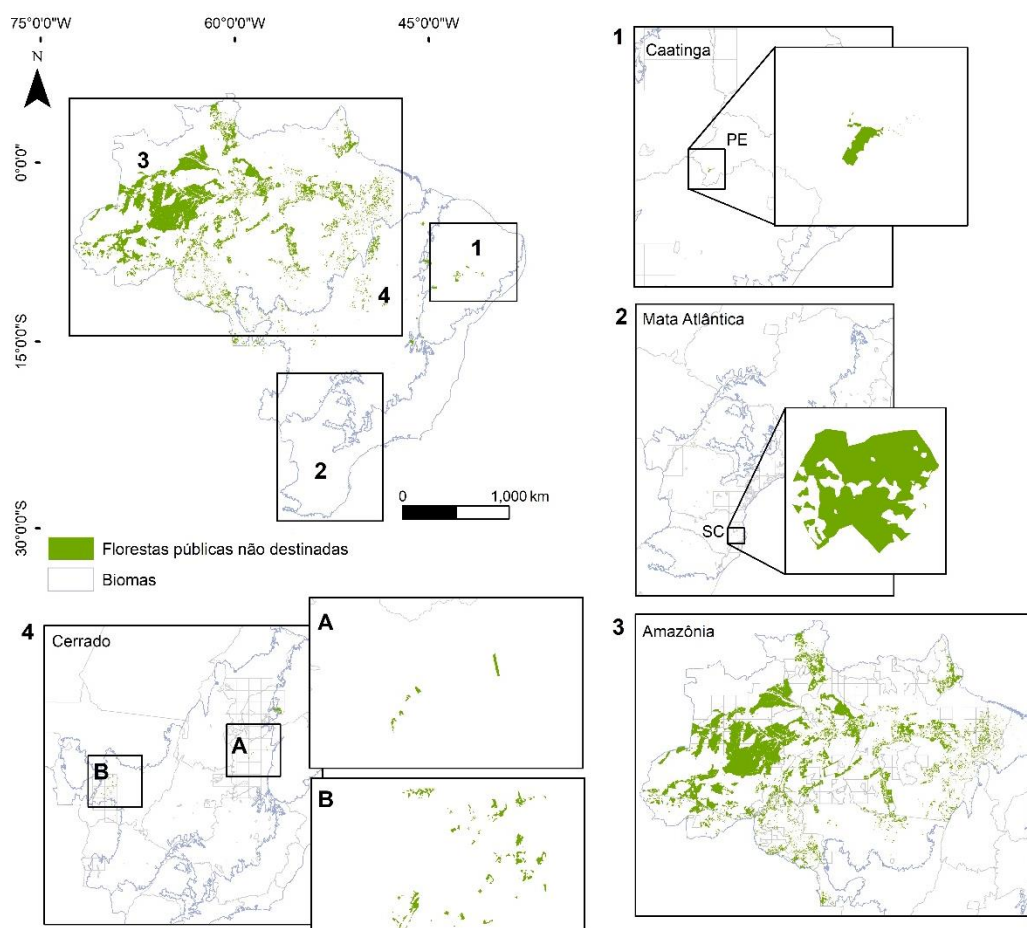 75°0'0"W
60°0'0"W
45°0'0"W
N
0°0'0"
15°0'0"S
30°0'0"S
3
1
4
2
0
1,000 km
Florestas públicas não destinadas
Biomas
1
Caatinga
PE
2
Mata Atlântica
SC
3
Amazônia
4
Cerrado
A
B
A
B